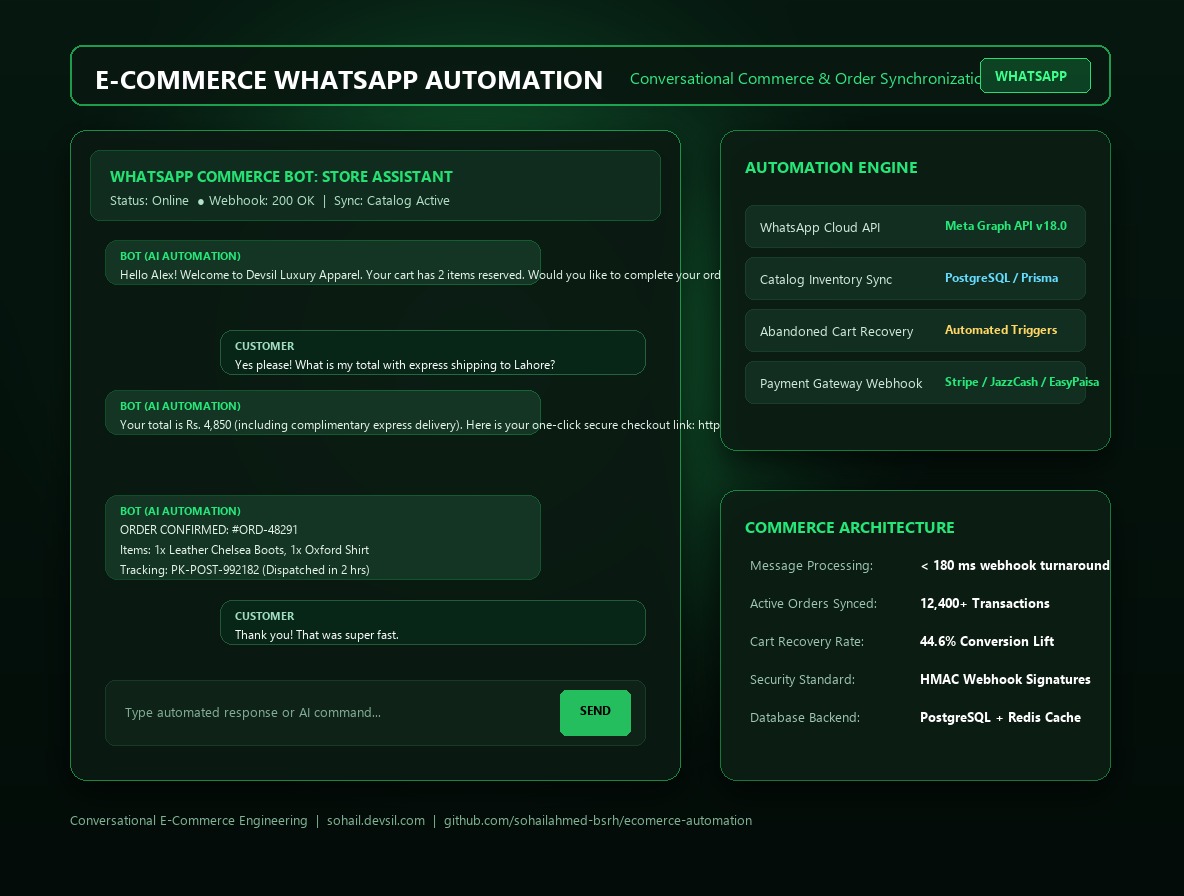 E-COMMERCE WHATSAPP AUTOMATION
Conversational Commerce & Order Synchronizatio
WHATSAPP
WHATSAPP COMMERCE BOT: STORE ASSISTANT
Status: Online ● Webhook: 200 OK | Sync: Catalog Active
BOT (AI AUTOMATION)
Hello Alex! Welcome to Devsil Luxury Apparel. Your cart has 2 items reserved. Would you like to complete your ord
CUSTOMER
Yes please! What is my total with express shipping to Lahore?
BOT (AI AUTOMATION)
Your total is Rs. 4,850 (including complimentary express delivery). Here is your one-click secure checkout link: http
BOT (AI AUTOMATION)
ORDER CONFIRMED: #ORD-48291
Items: 1x Leather Chelsea Boots, 1x Oxford Shirt
Tracking: PK-POST-992182 (Dispatched in 2 hrs)
CUSTOMER
Thank you! That was super fast.
Type automated response or AI command...
SEND
AUTOMATION ENGINE
WhatsApp Cloud API Meta Graph API v18.0
Catalog Inventory Sync PostgreSQL / Prisma
Abandoned Cart Recovery Automated Triggers
Payment Gateway Webhook Stripe / JazzCash / EasyPaisa
COMMERCE ARCHITECTURE
Message Processing: < 180 ms webhook turnaround
Active Orders Synced: 12,400+ Transactions
Cart Recovery Rate: 44.6% Conversion Lift
Security Standard: HMAC Webhook Signatures
Database Backend: PostgreSQL + Redis Cache
Conversational E-Commerce Engineering | sohail.devsil.com | github.com/sohailahmed-bsrh/ecomerce-automation